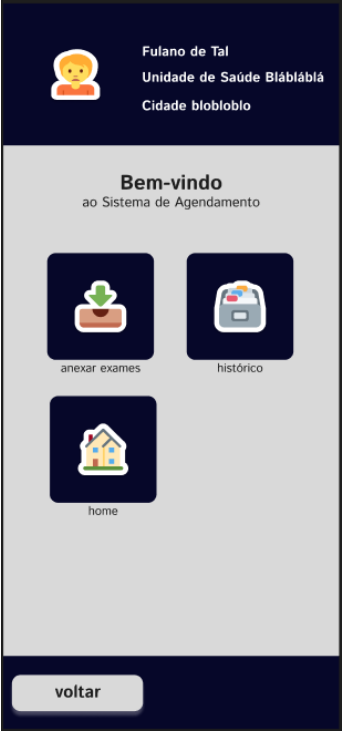 Fulano de Tal
Unidade de Saúde Blábláblá
Cidade blobloblo
Bem-vindo
ao Sistema de Agendamento
anexar exames
histórico
home
voltar